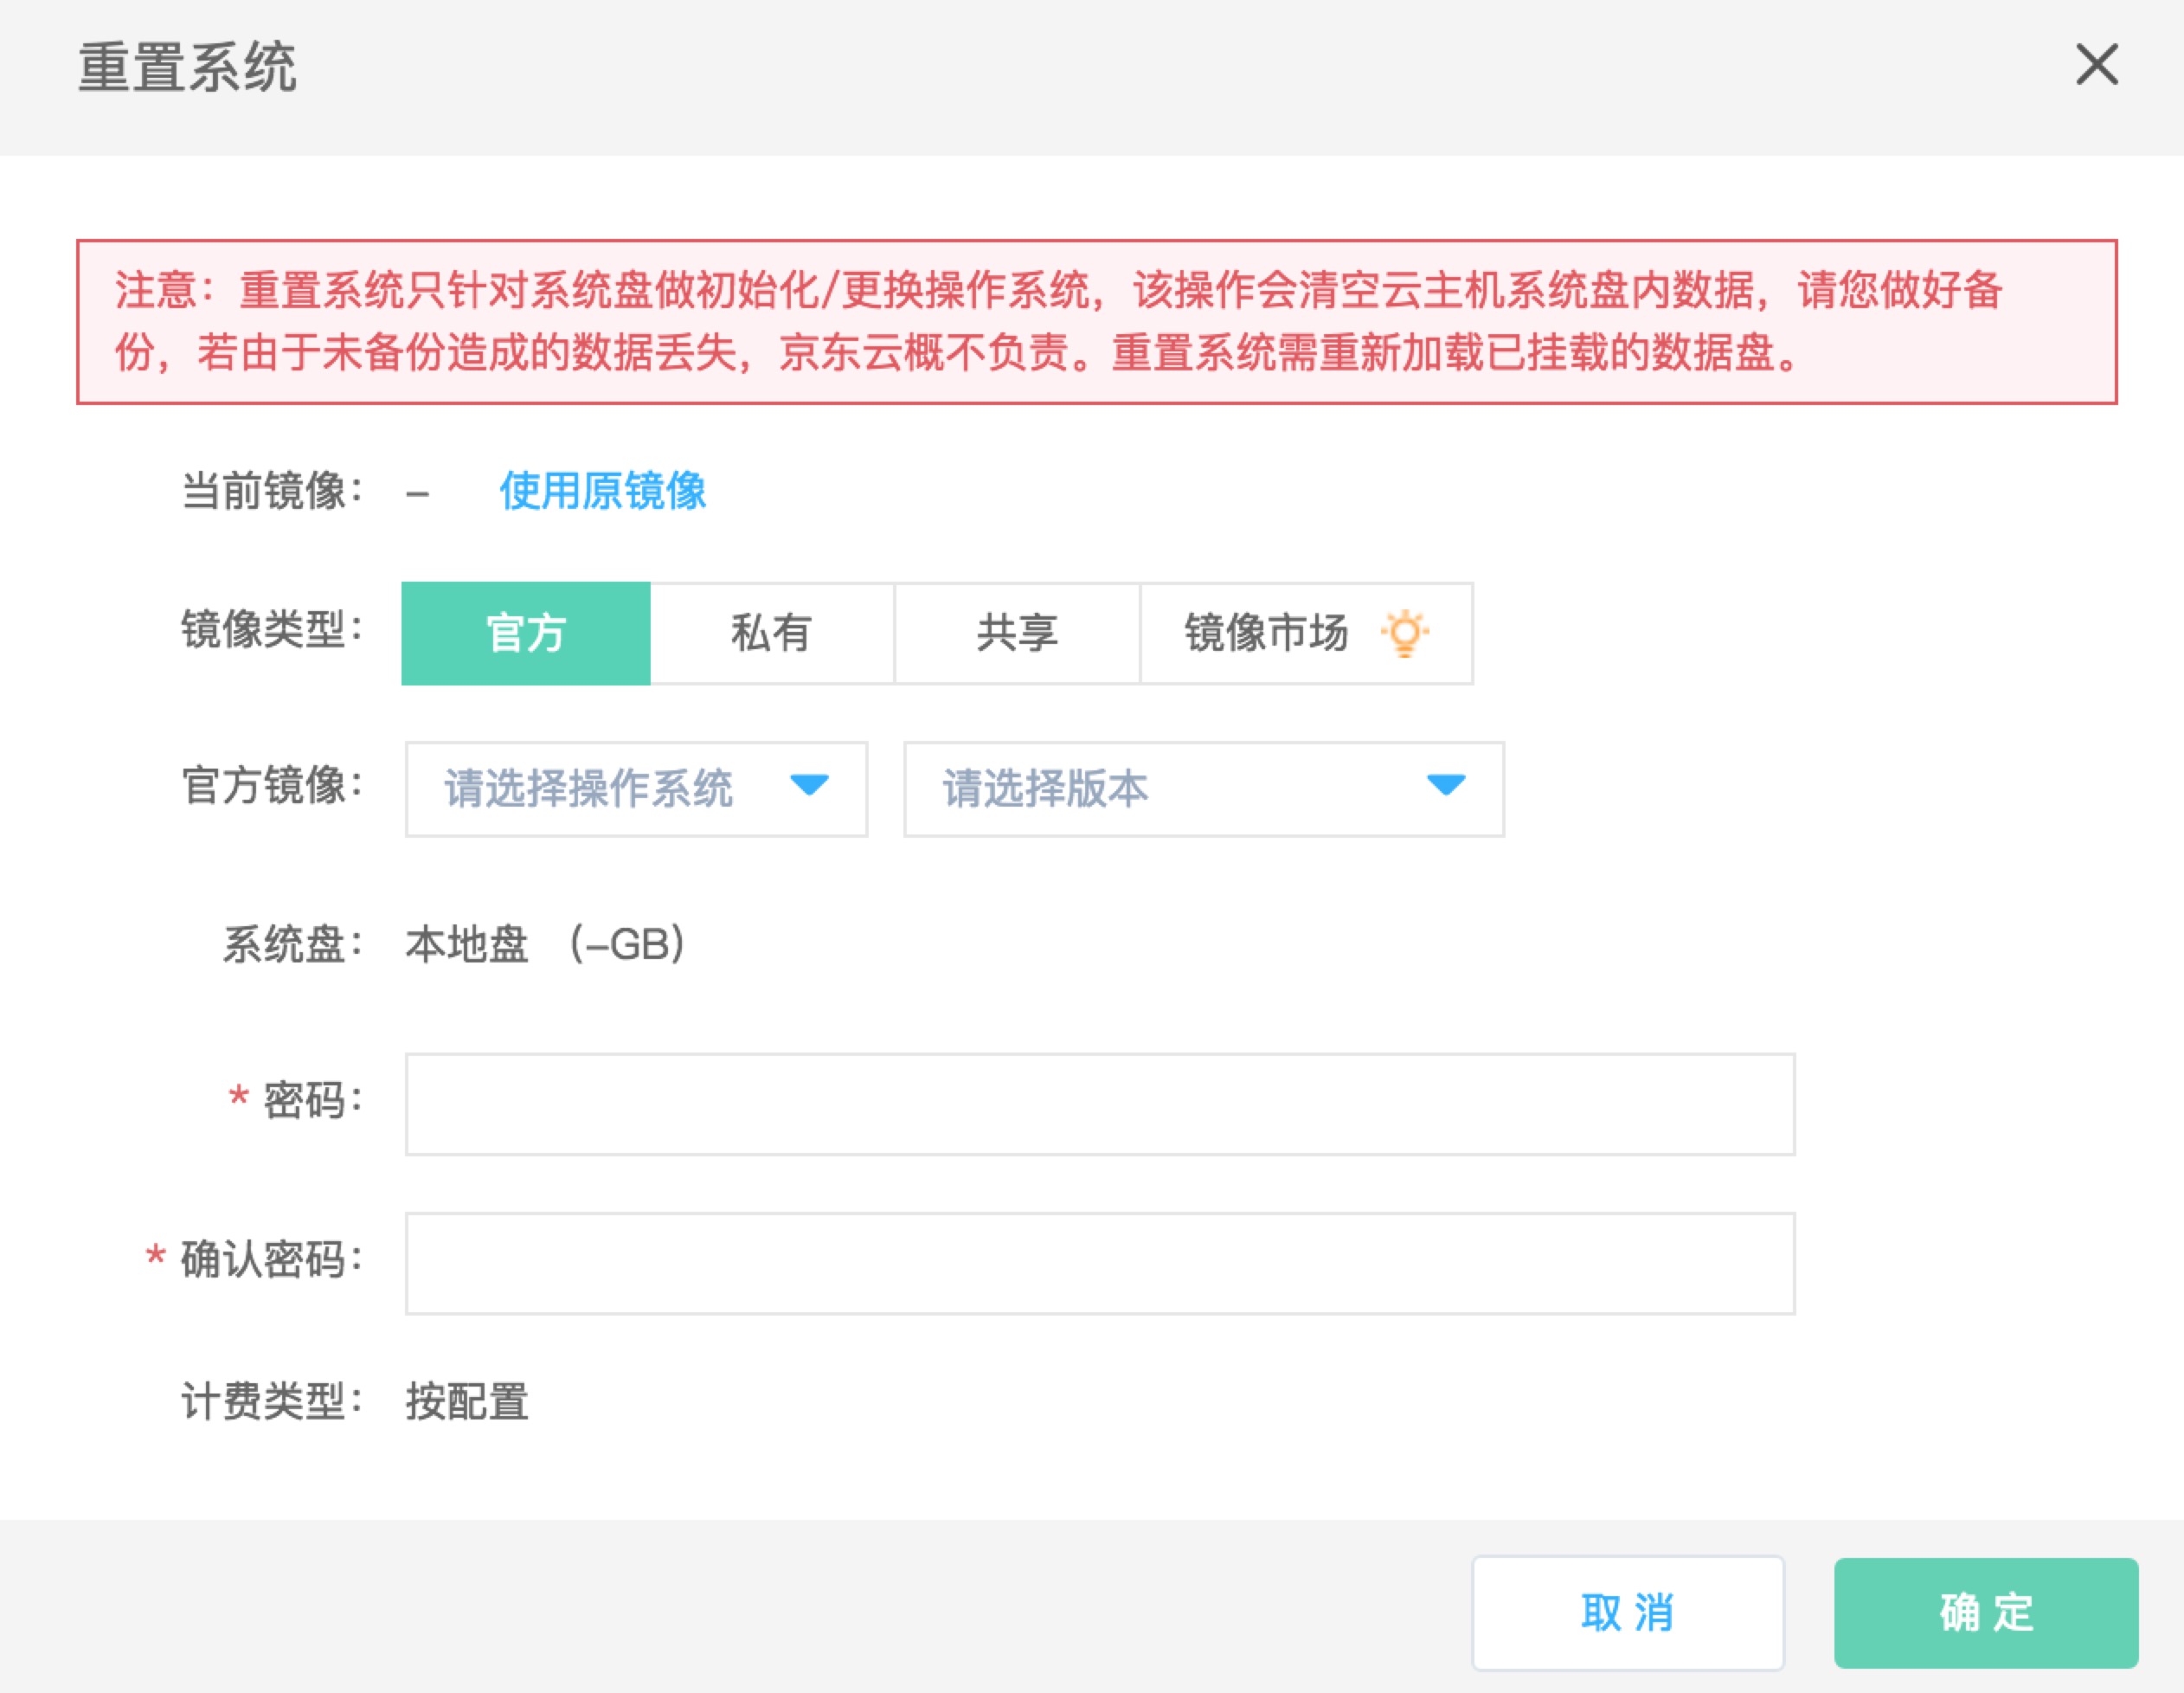 重置系统
注意：重置系统只针对系统盘做初始化/更换操作系统，该操作会清空云主机系统盘内数据，请您做好备
份，若由于未备份造成的数据丢失，京东云概不负责。重置系统需重新加载已挂载的数据盘。
当前镜像： – 使用原镜像
镜像类型： 官方 私有 共享 镜像市场
官方镜像： 请选择操作系统 请选择版本
系统盘： 本地盘 （–GB）
* 密码：
* 确认密码：
计费类型： 按配置
取消 确定